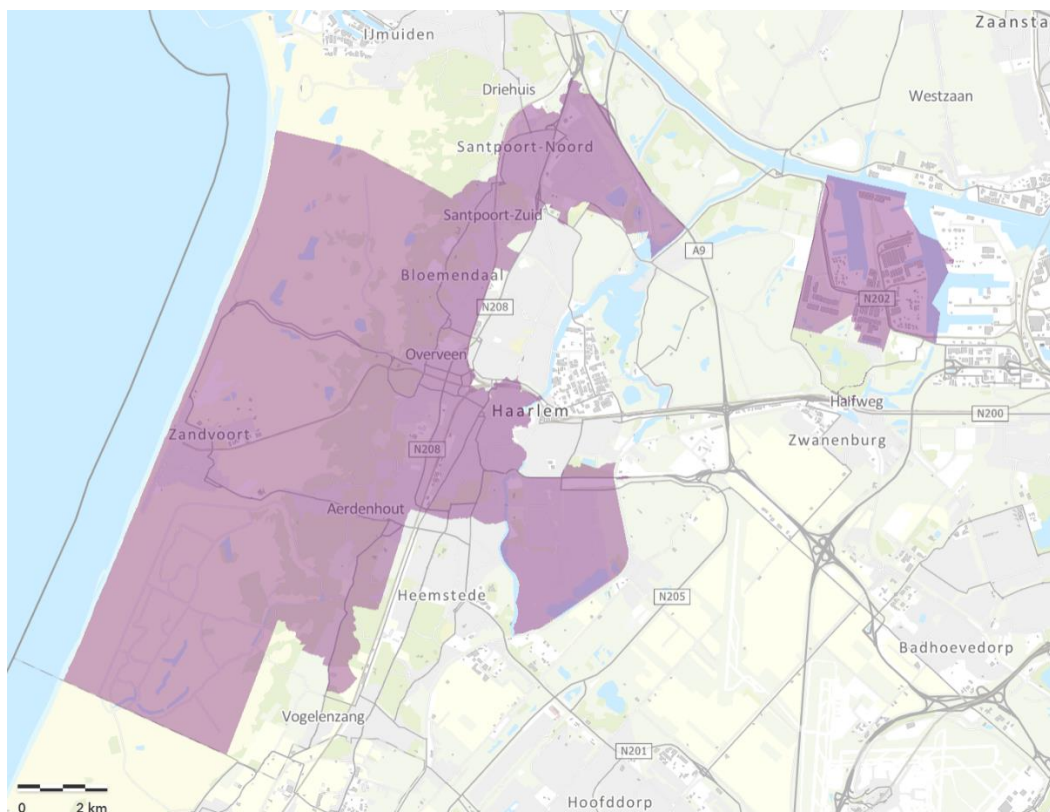 IJmuiden
Zaansta
Driehuis
Westzaan
Santpoort-Noord
Santpoort-Zuid
A9
Bloemendaal
N208
N202
Overveen
Halfweg
Haarlem
N200
Zandvoort
N208
Zwanenburg
Aerdenhout
Heemstede
N205
Badhoevedorp
Vogelenzang
N201
Hoofddorp
0 2 km